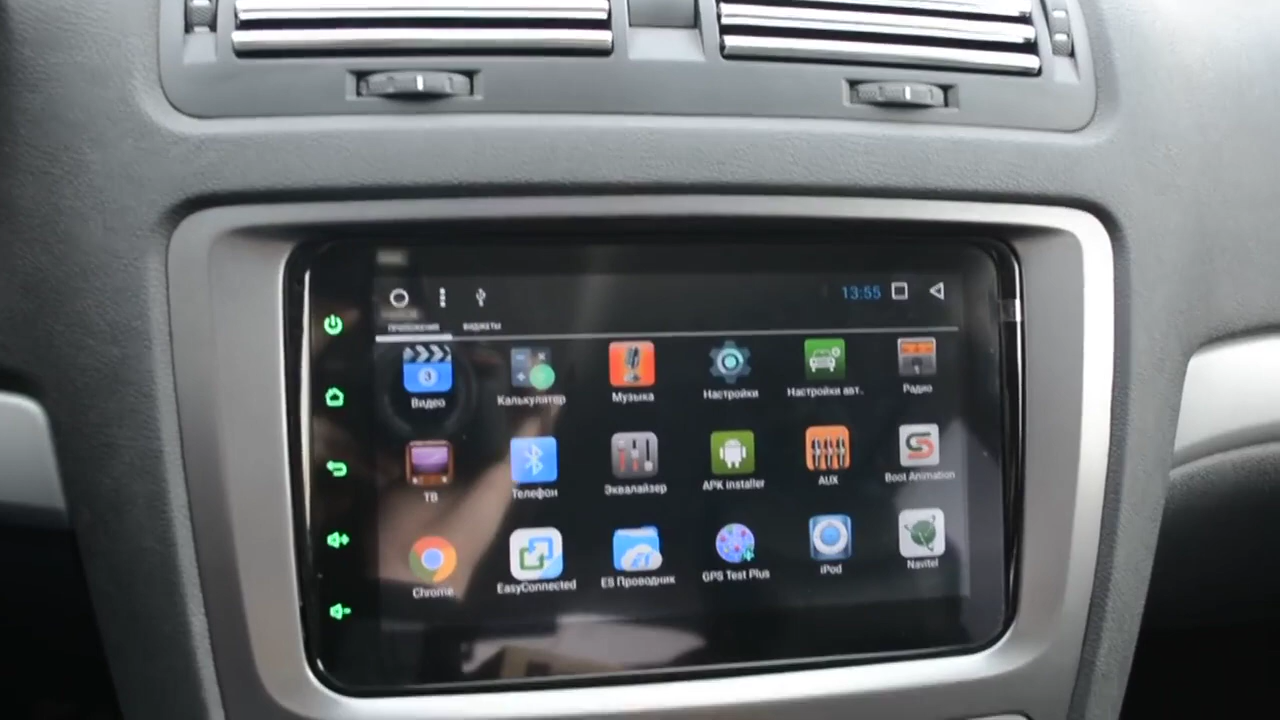 13:55
ПРИЛОЖЕНИЯ ВИДЖЕТЫ
Видео Калькулятор Музыка Настройки Настройки авт.. Радио
ТВ Телефон Эквалайзер APK installer AUX Boot Animation
Chrome EasyConnected ES Проводник GPS Test Plus iPod Navitel